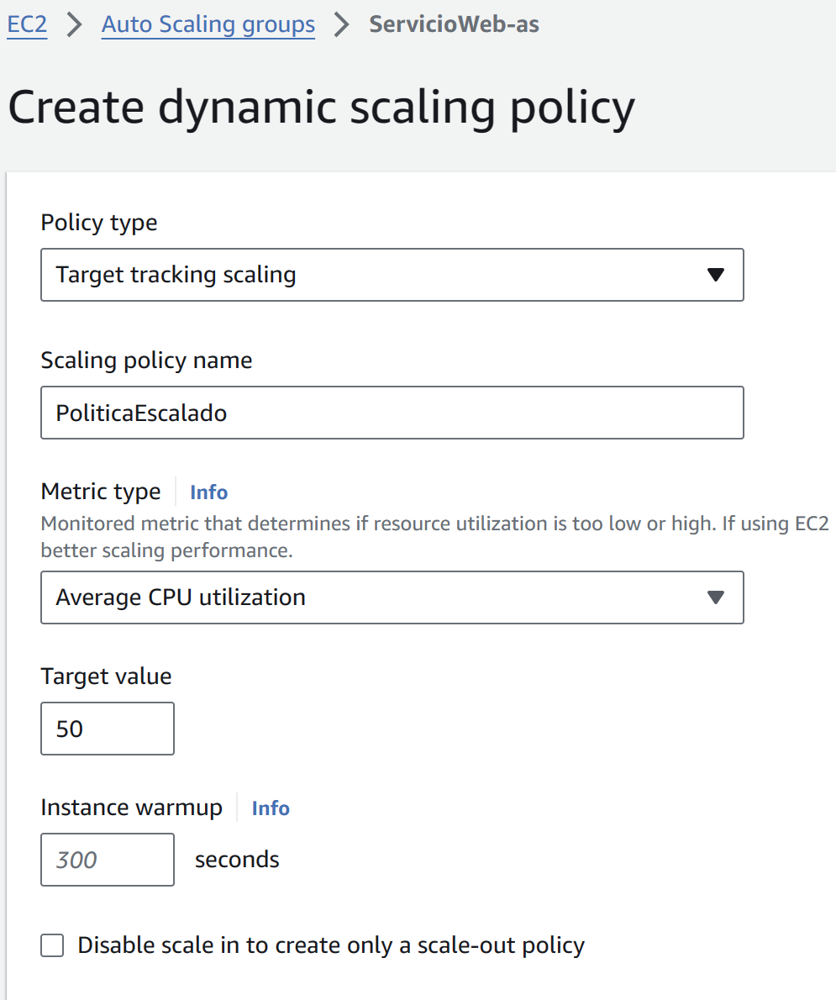 EC2 > Auto Scaling groups > ServicioWeb-as
Create dynamic scaling policy
Policy type
Target tracking scaling
Scaling policy name
PoliticaEscalado
Metric type Info
Monitored metric that determines if resource utilization is too low or high. If using EC2
better scaling performance.
Average CPU utilization
Target value
50
Instance warmup Info
300 seconds
Disable scale in to create only a scale-out policy